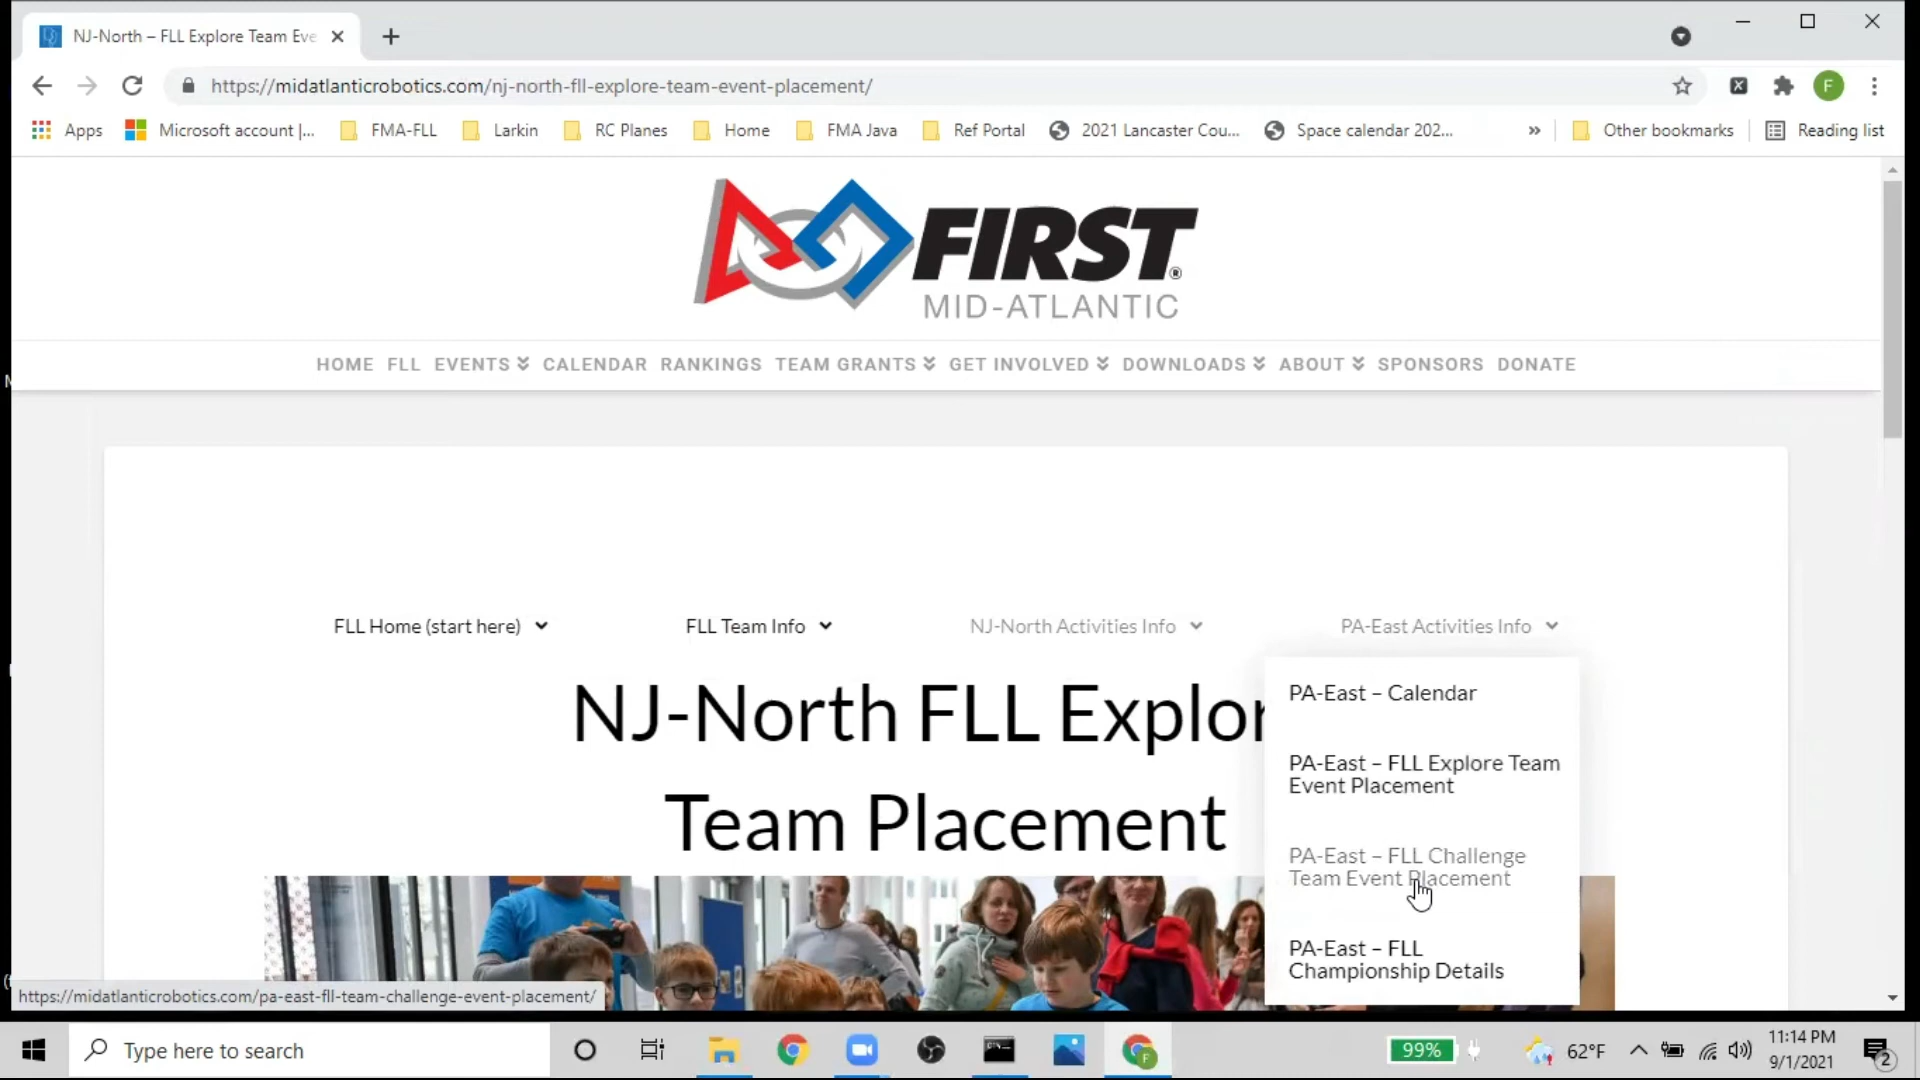 NJ-North – FLL Explore Team Eve
https://midatlanticrobotics.com/nj-north-fll-explore-team-event-placement/
F
Apps Microsoft account |... FMA-FLL Larkin RC Planes Home FMA Java Ref Portal 2021 Lancaster Cou... Space calendar 202... » Other bookmarks Reading list
FIRST®
MID-ATLANTIC
HOME FLL EVENTS CALENDAR RANKINGS TEAM GRANTS GET INVOLVED DOWNLOADS ABOUT SPONSORS DONATE
FLL Home (start here) FLL Team Info NJ-North Activities Info PA-East Activities Info
PA-East – Calendar
PA-East – FLL Explore Team
Event Placement
PA-East – FLL Challenge
Team Event Placement
PA-East – FLL
Championship Details
NJ-North FLL Explor
Team Placement
https://midatlanticrobotics.com/pa-east-fll-team-challenge-event-placement/
Type here to search
F
99%
62°F
11:14 PM
9/1/2021
2